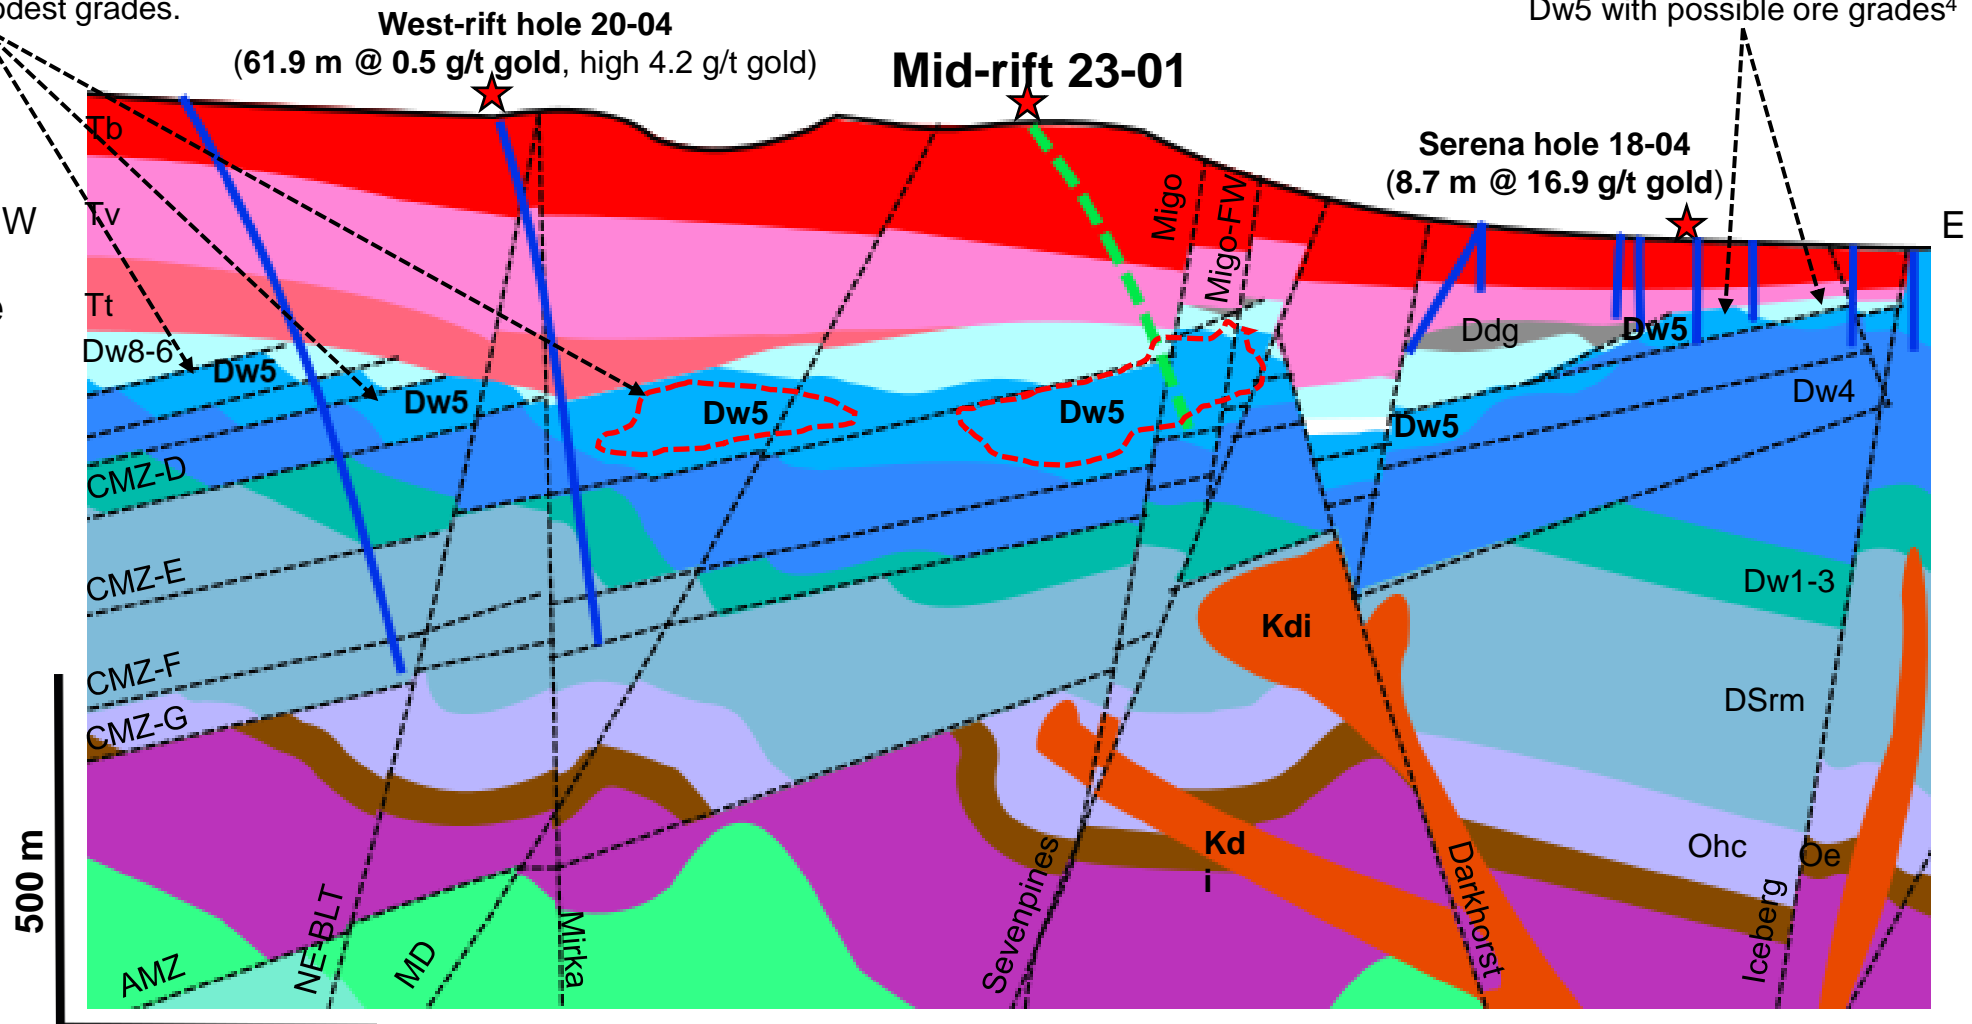 odest grades.
West-rift hole 20-04
(61.9 m @ 0.5 g/t gold, high 4.2 g/t gold)
Mid-rift 23-01
Dw5 with possible ore grades⁴
Serena hole 18-04
(8.7 m @ 16.9 g/t gold)
W
E
e
Tb
Tv
Tt
Dw8-6
Dw5
Dw5
Dw5
Dw5
Migo
Migo-FW
Ddg
Dw5
Dw5
Dw4
CMZ-D
CMZ-E
CMZ-F
CMZ-G
Dw1-3
Kdi
DSrm
Kd
i
Ohc
Oe
500 m
AMZ
NE-BLT
MD
Mirka
Sevenpines
Darkhorst
Iceberg